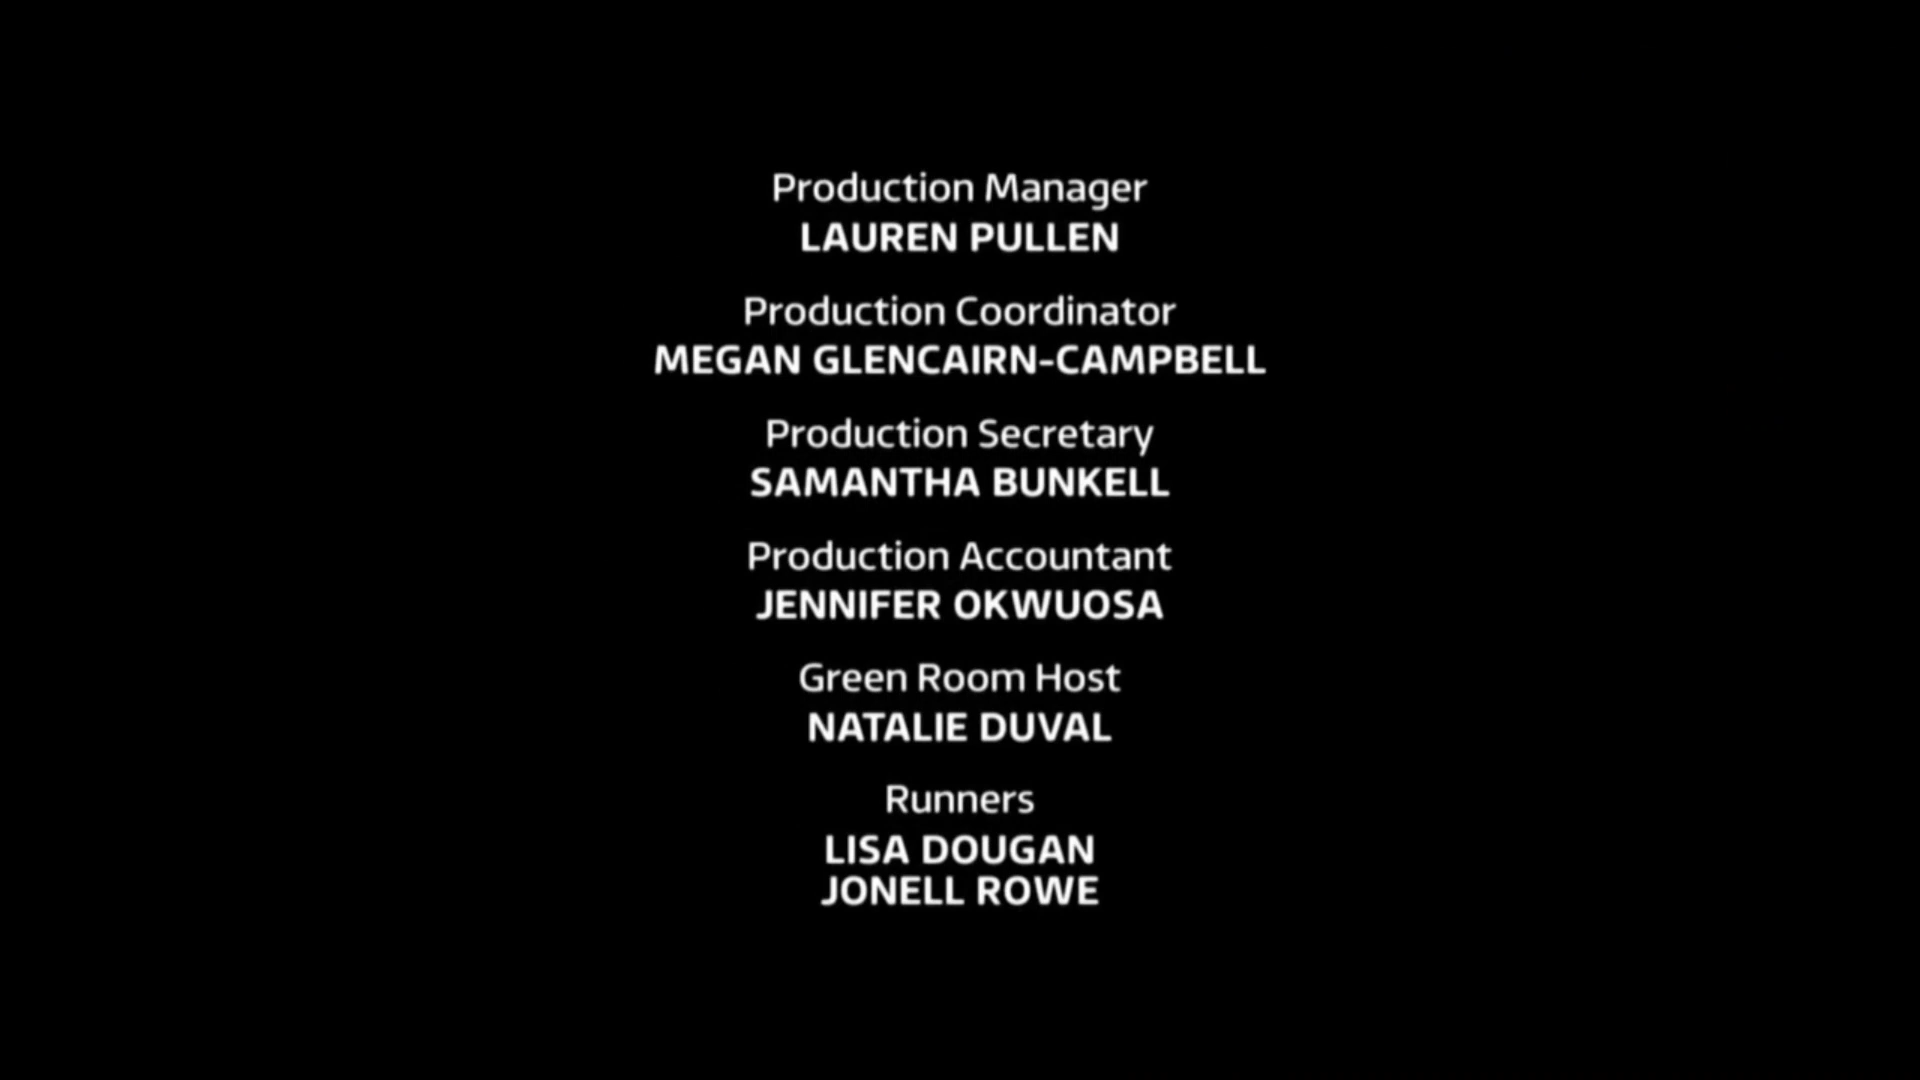 Production Manager
LAUREN PULLEN
Production Coordinator
MEGAN GLENCAIRN-CAMPBELL
Production Secretary
SAMANTHA BUNKELL
Production Accountant
JENNIFER OKWUOSA
Green Room Host
NATALIE DUVAL
Runners
LISA DOUGAN
JONELL ROWE